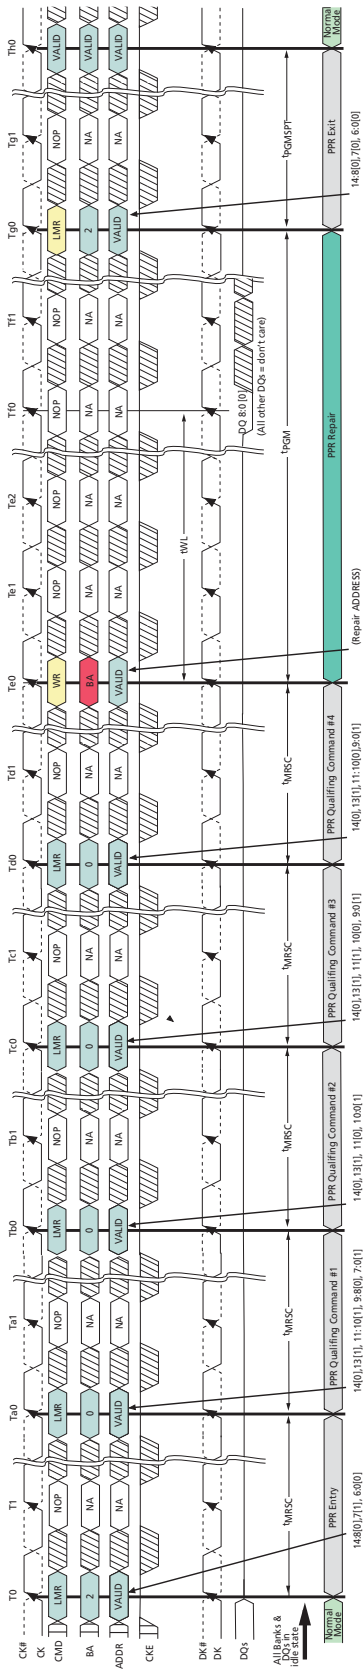 T0 T1 Ta0 Ta1 Tb0 Tb1 Tc0 Tc1 Td0 Td1 Te0 Te1 Te2 Tf0 Tf1 Tg0 Tg1 Th0
CK#
CK
CMD LMR NOP LMR NOP LMR NOP LMR NOP LMR NOP WR NOP NOP NOP NOP LMR NOP VALID
BA 2 NA 0 NA 0 NA 0 NA 0 NA BA NA NA NA NA 2 NA VALID
ADDR VALID NA VALID NA VALID NA VALID NA VALID NA VALID NA NA NA NA VALID NA VALID
CKE
tWL
DK#
DK
DQs DQ 8:0 [0]
(All other DQs = don't care)
All Banks &
DQs in
idle state
tMRSC tMRSC tMRSC tMRSC tMRSC tPGM tPGMSPT
Normal
Mode
PPR Entry
PPR Qualifing Command #1
PPR Qualifing Command #2
PPR Qualifing Command #3
PPR Qualifing Command #4
PPR Repair
PPR Exit
Normal
Mode
14:8[0],7[1], 6:0[0]
14[0],13[1], 11:10[1], 9:8[0], 7:0[1]
14[0],13[1], 11[0], 10:0[1]
14[0],13[1], 11[1], 10[0], 9:0[1]
14[0],13[1],11:10[0],9:0[1]
(Repair ADDRESS)
14:8[0],7[0], 6:0[0]